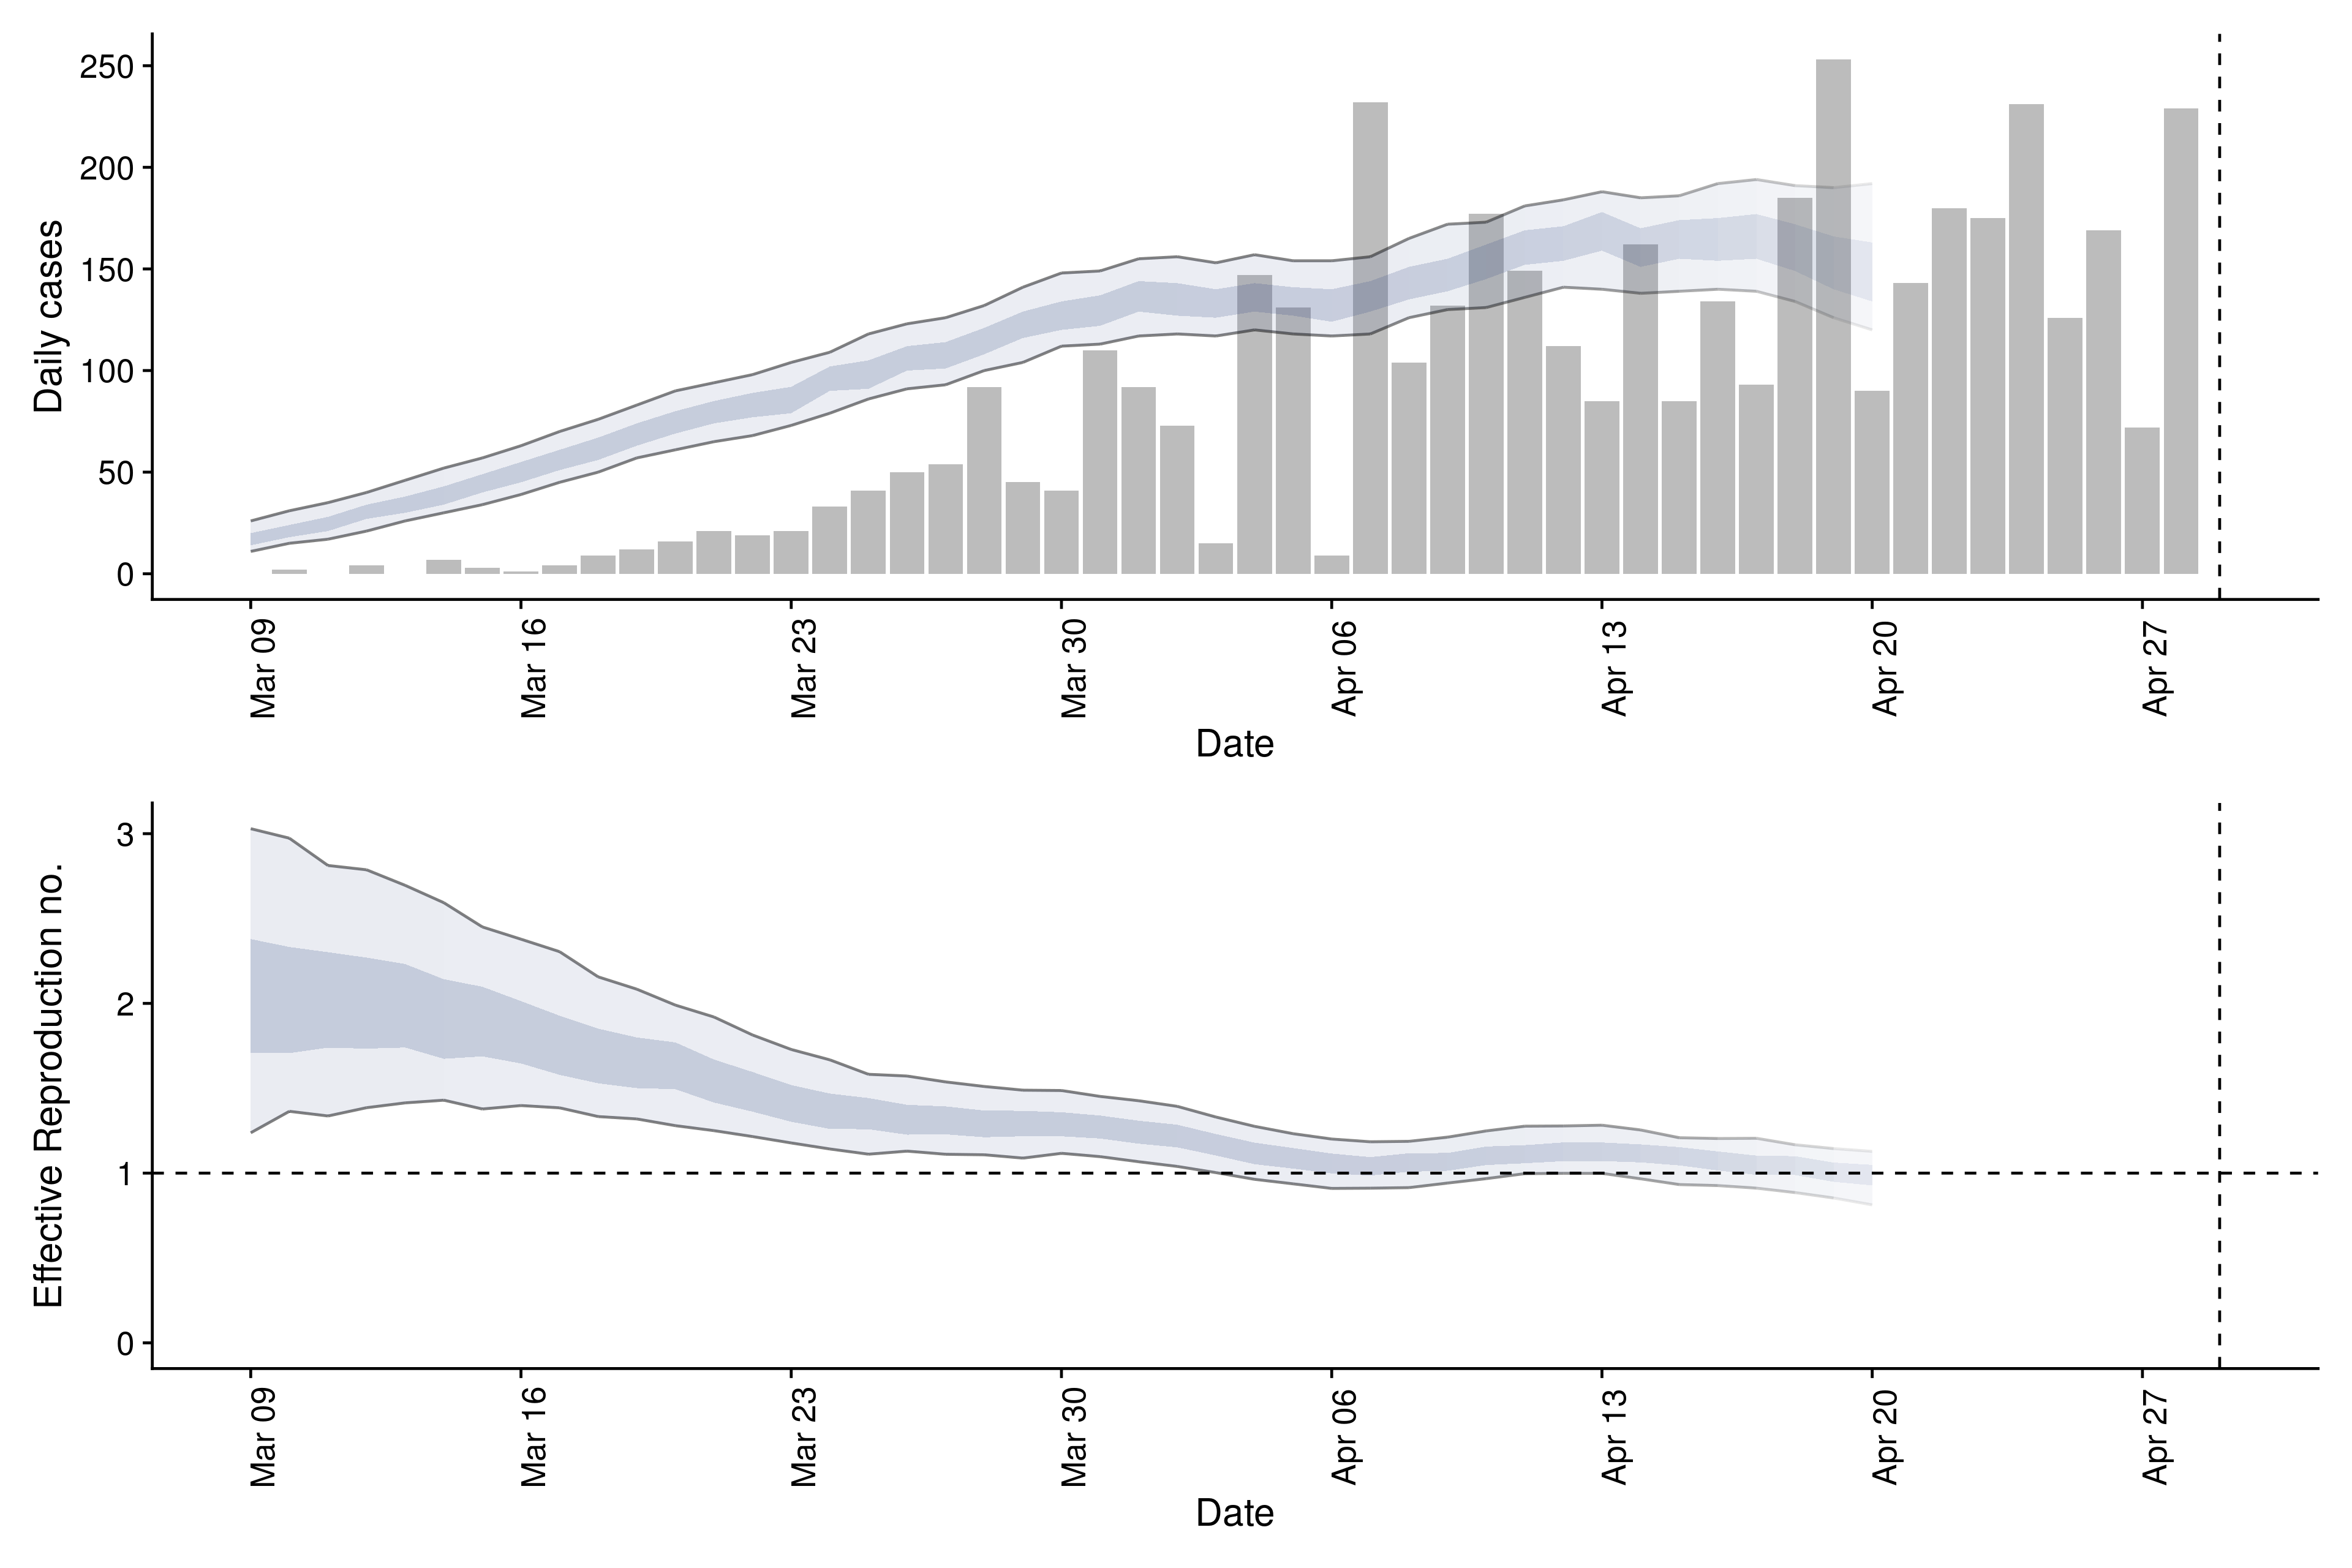 Daily cases
250
200
150
100
50
0
Mar 09
Mar 16
Mar 23
Mar 30
Apr 06
Apr 13
Apr 20
Apr 27
Date
Effective Reproduction no.
3
2
1
0
Mar 09
Mar 16
Mar 23
Mar 30
Apr 06
Apr 13
Apr 20
Apr 27
Date